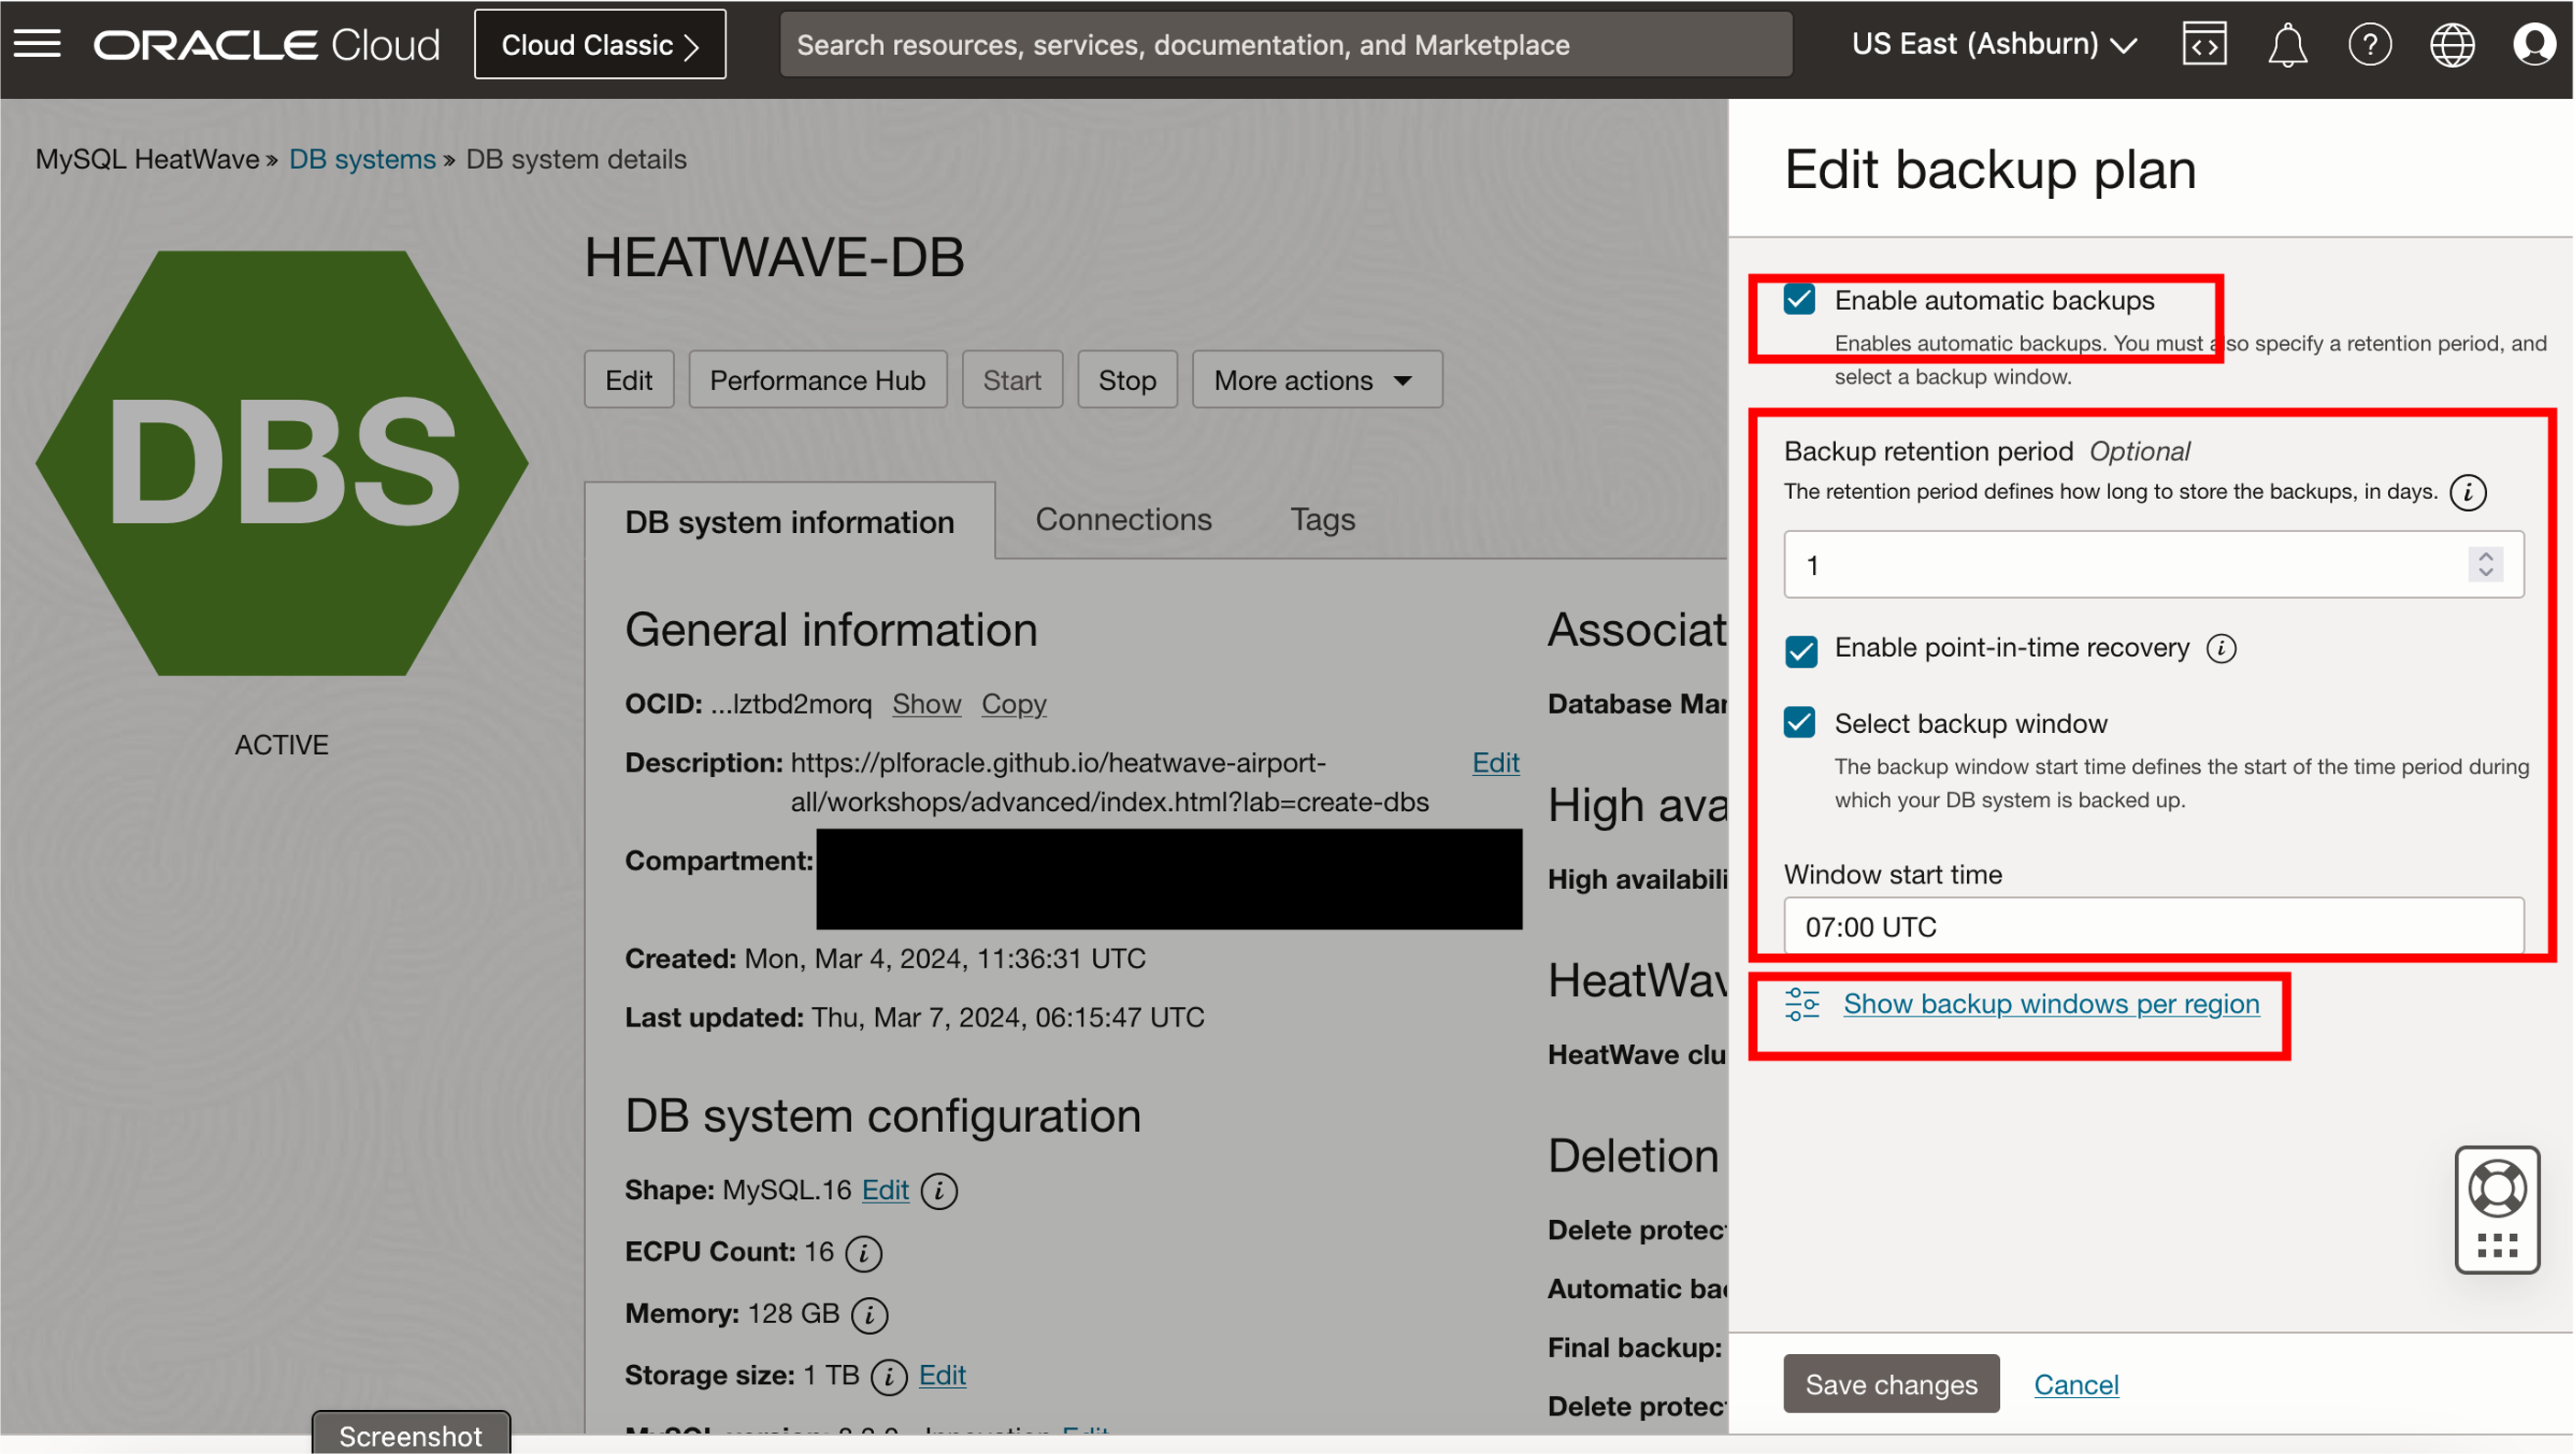 ORACLE Cloud
Cloud Classic
Search resources, services, documentation, and Marketplace
US East (Ashburn)
MySQL HeatWave » DB systems » DB system details
DBS
ACTIVE
HEATWAVE-DB
Edit
Performance Hub
Start
Stop
More actions
DB system information
Connections
Tags
General information
OCID: ...lztbd2morq Show Copy
Description: https://plforacle.github.io/heatwave-airport-
all/workshops/advanced/index.html?lab=create-dbs
Edit
Compartment:
Created: Mon, Mar 4, 2024, 11:36:31 UTC
Last updated: Thu, Mar 7, 2024, 06:15:47 UTC
DB system configuration
Shape: MySQL.16 Edit
ECPU Count: 16
Memory: 128 GB
Storage size: 1 TB Edit
Associat
Database Mar
High ava
High availabili
HeatWav
HeatWave clu
Deletion
Delete protec
Automatic bac
Final backup:
Delete protec
Screenshot
Edit backup plan
Enable automatic backups
Enables automatic backups. You must also specify a retention period, and
select a backup window.
Backup retention period Optional
The retention period defines how long to store the backups, in days.
1
Enable point-in-time recovery
Select backup window
The backup window start time defines the start of the time period during
which your DB system is backed up.
Window start time
07:00 UTC
Show backup windows per region
Save changes
Cancel